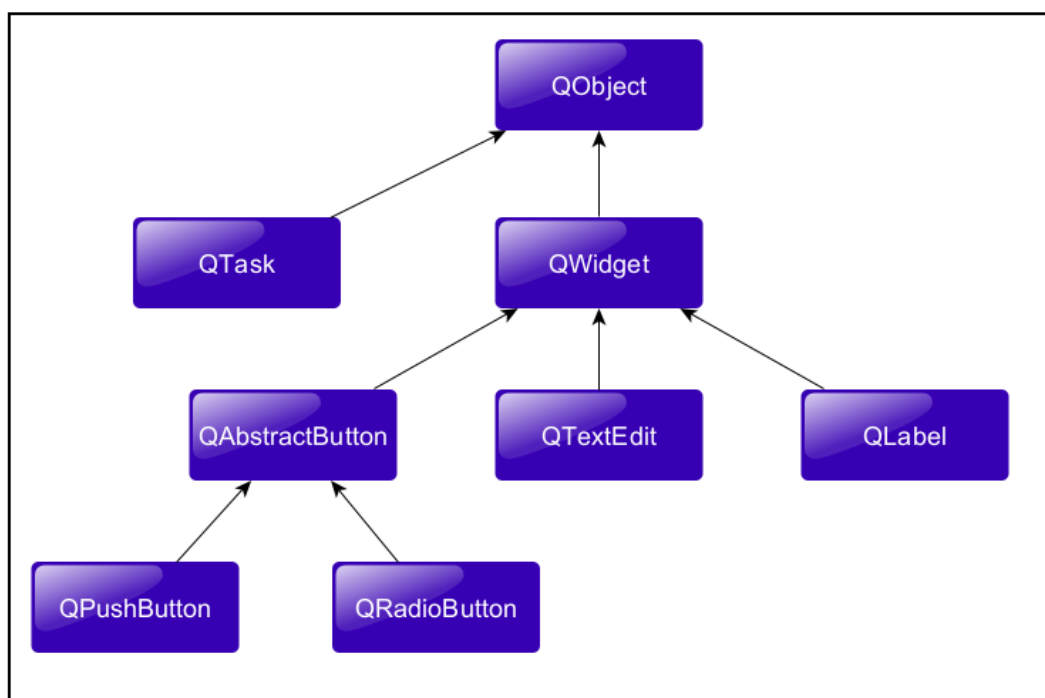 QObject
QTask
QWidget
QAbstractButton
QTextEdit
QLabel
QPushButton
QRadioButton